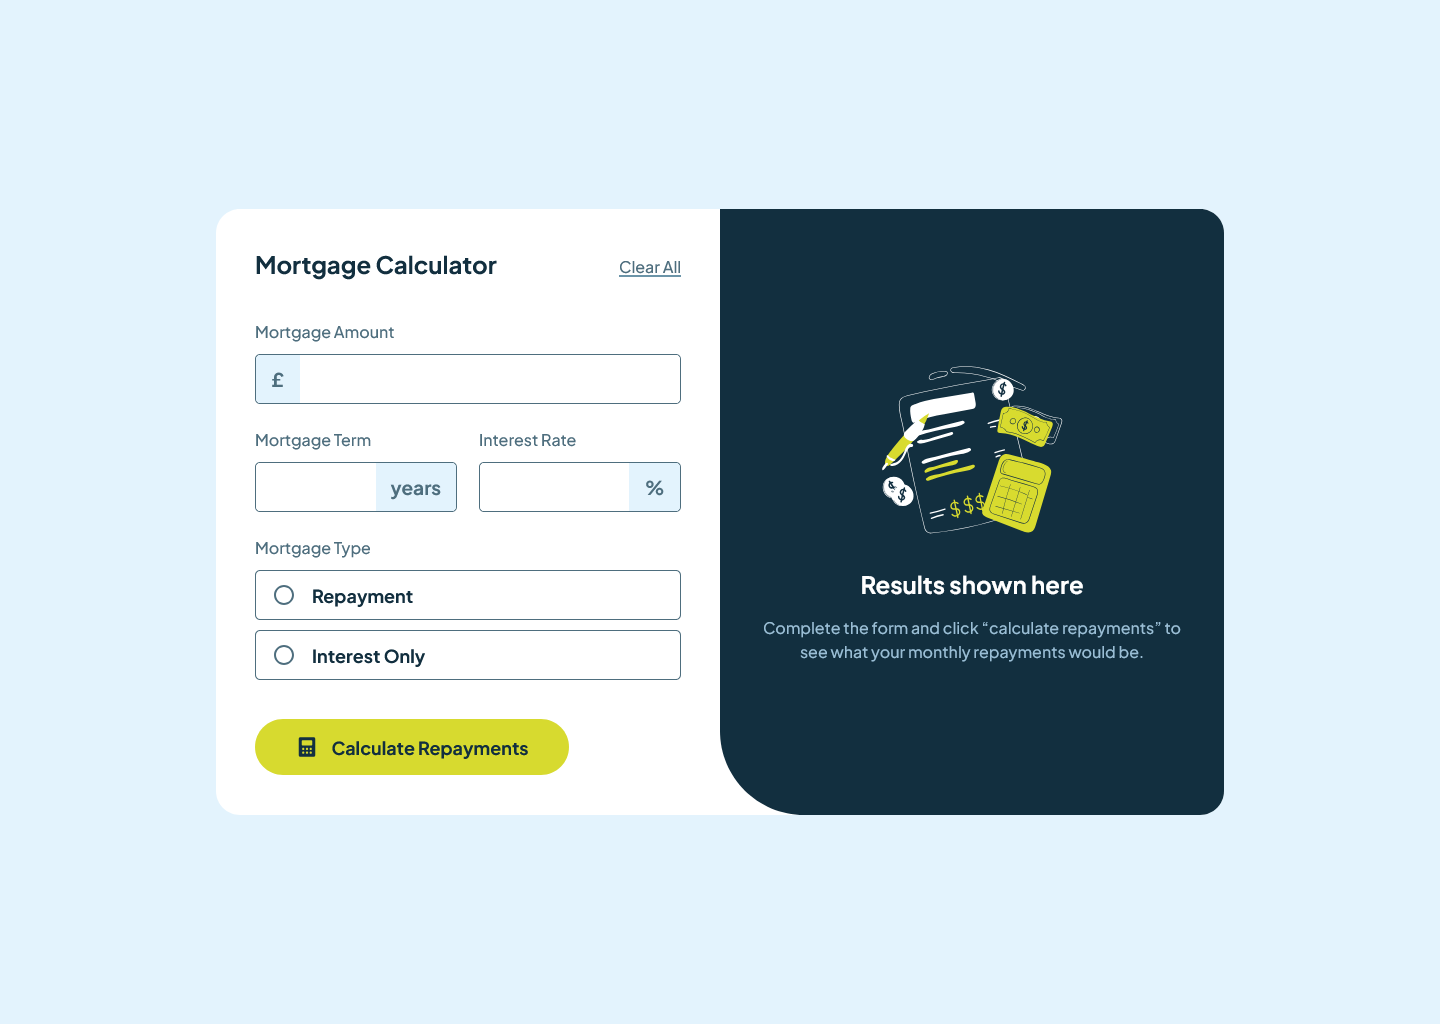 Mortgage Calculator
Clear All
Mortgage Amount
£
Mortgage Term
Interest Rate
years
%
Mortgage Type
Repayment
Interest Only
Calculate Repayments
$
$
$
$
$$$
Results shown here
Complete the form and click “calculate repayments” to
see what your monthly repayments would be.